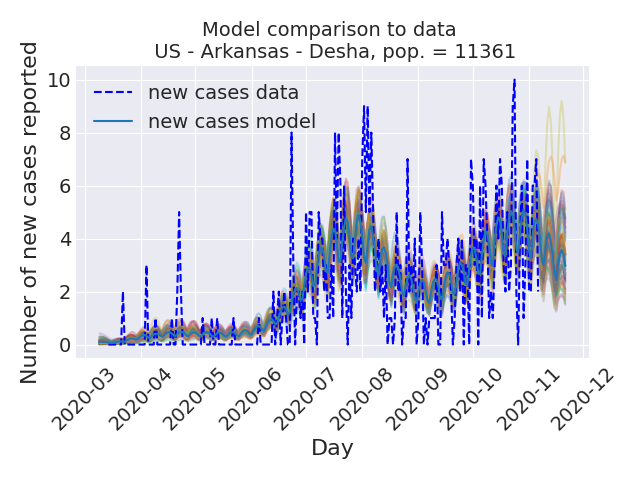 Model comparison to data
US - Arkansas - Desha, pop. = 11361
Number of new cases reported
10
8
6
4
2
0
new cases data
new cases model
2020-03
2020-04
2020-05
2020-06
2020-07
2020-08
2020-09
2020-10
2020-11
2020-12
Day